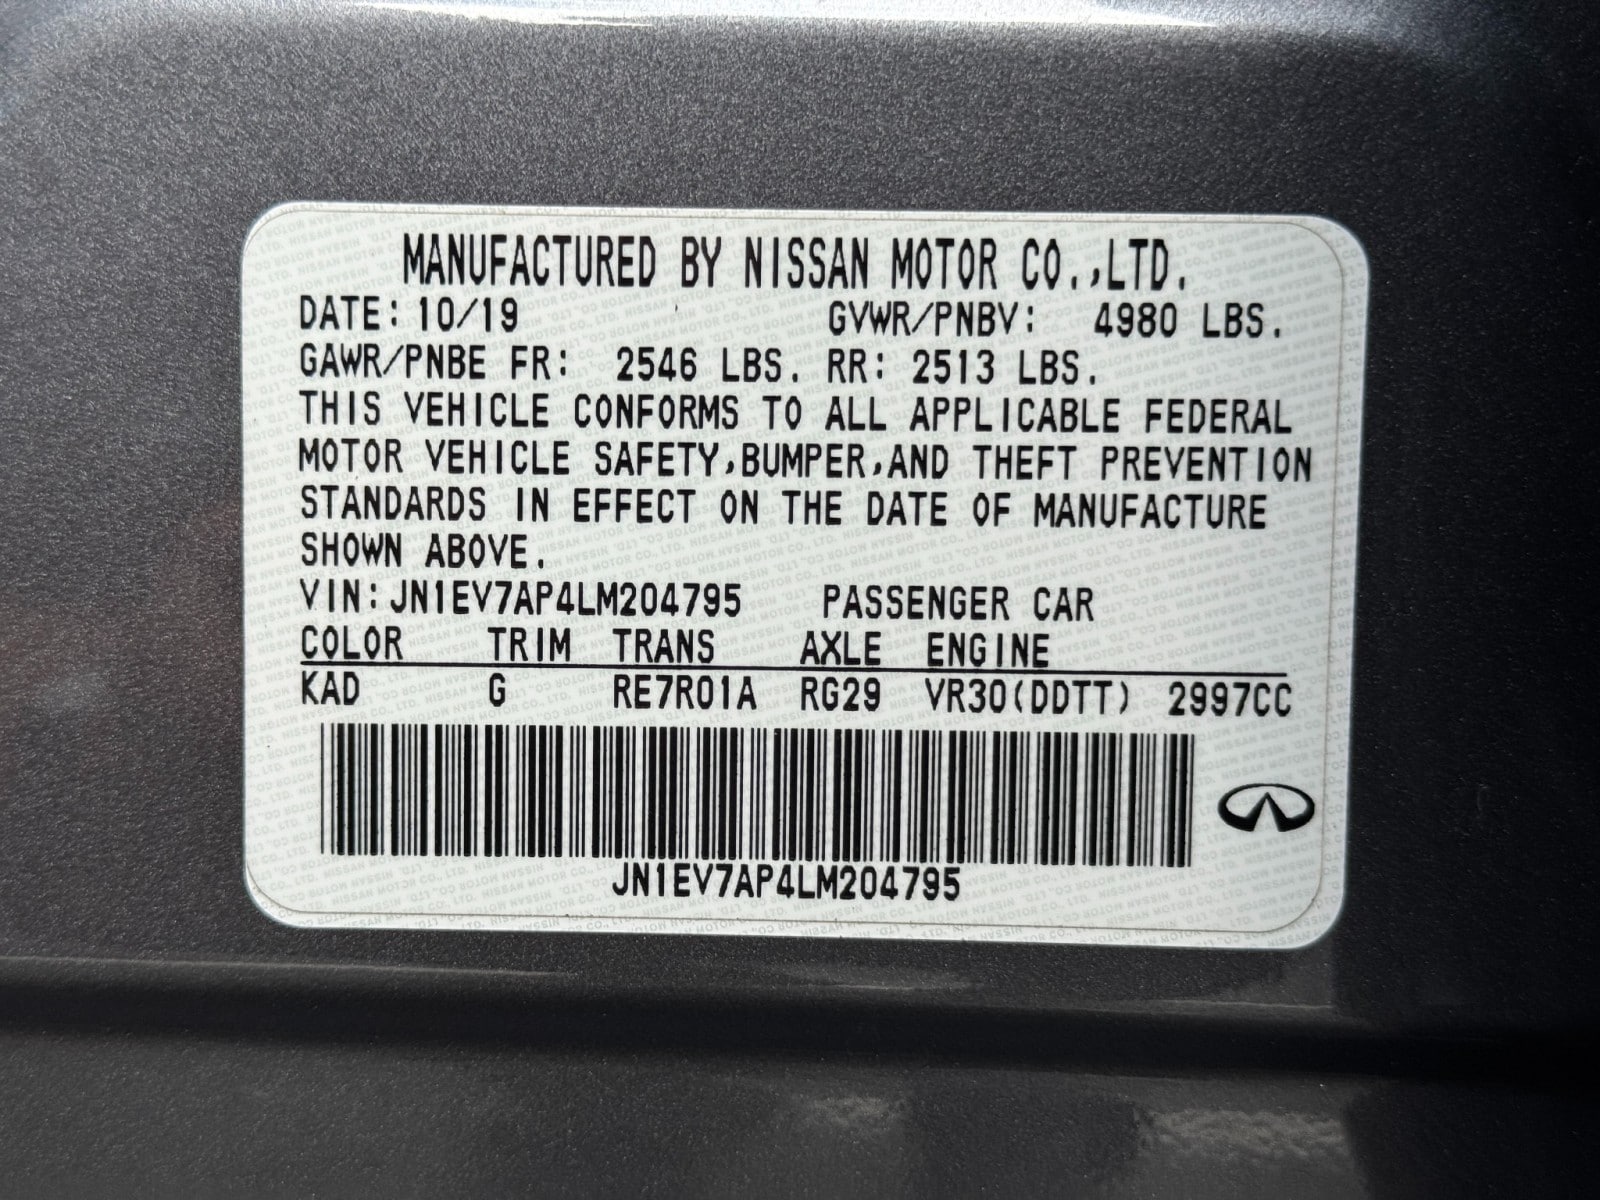 MANUFACTURED BY NISSAN MOTOR CO.,LTD.
DATE: 10/19 GVWR/PNBV: 4980 LBS.
GAWR/PNBE FR: 2546 LBS. RR: 2513 LBS.
THIS VEHICLE CONFORMS TO ALL APPLICABLE FEDERAL
MOTOR VEHICLE SAFETY,BUMPER,AND THEFT PREVENTION
STANDARDS IN EFFECT ON THE DATE OF MANUFACTURE
SHOWN ABOVE.
VIN: JN1EV7AP4LM204795 PASSENGER CAR
COLOR TRIM TRANS AXLE ENGINE
KAD G RE7R01A RG29 VR30(DDTT) 2997CC
JN1EV7AP4LM204795